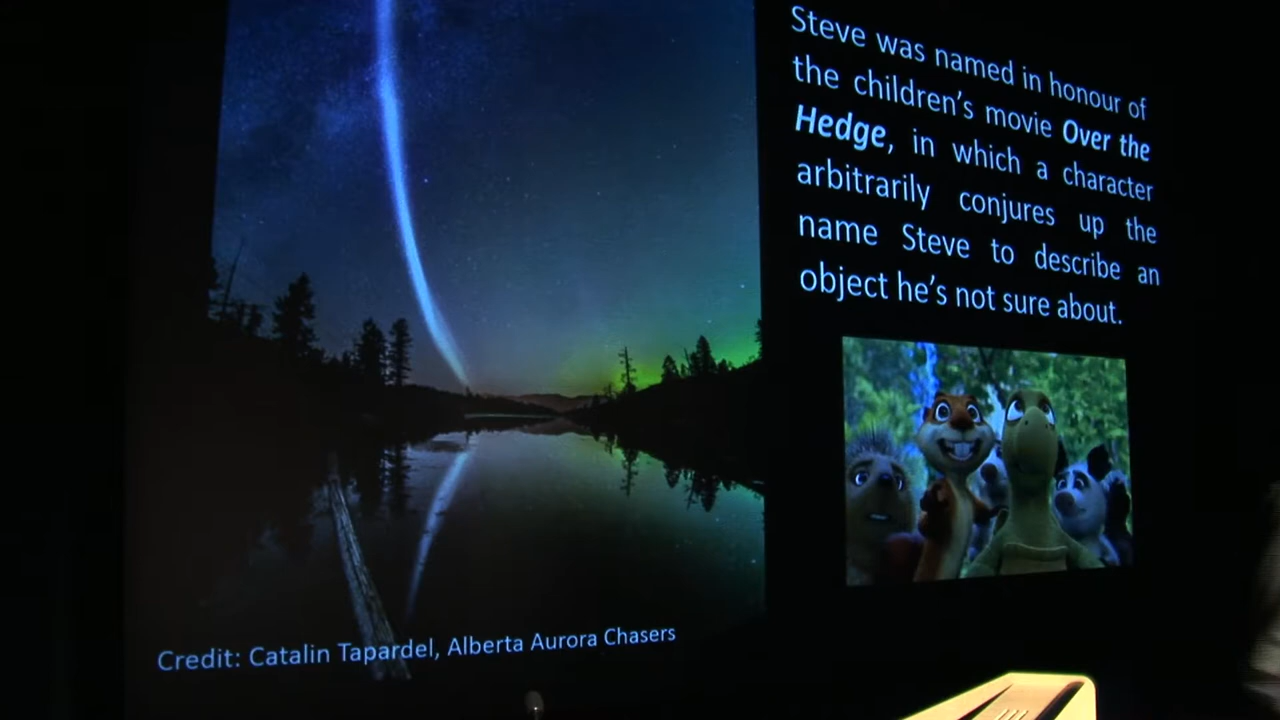 Steve was named in honour of
the children's movie Over the
Hedge, in which a character
arbitrarily conjures up the
name Steve to describe an
object he's not sure about.
Credit: Catalin Tapardel, Alberta Aurora Chasers